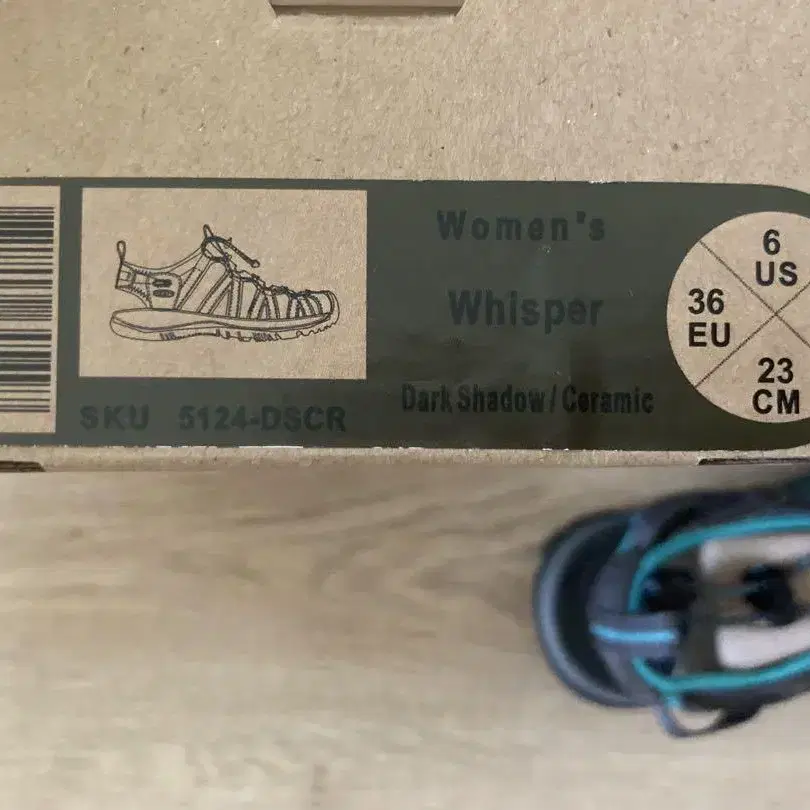 Women's
Whisper
Dark Shadow / Ceramic
SKU 5124-DSCR
6
US
36
EU
23
CM